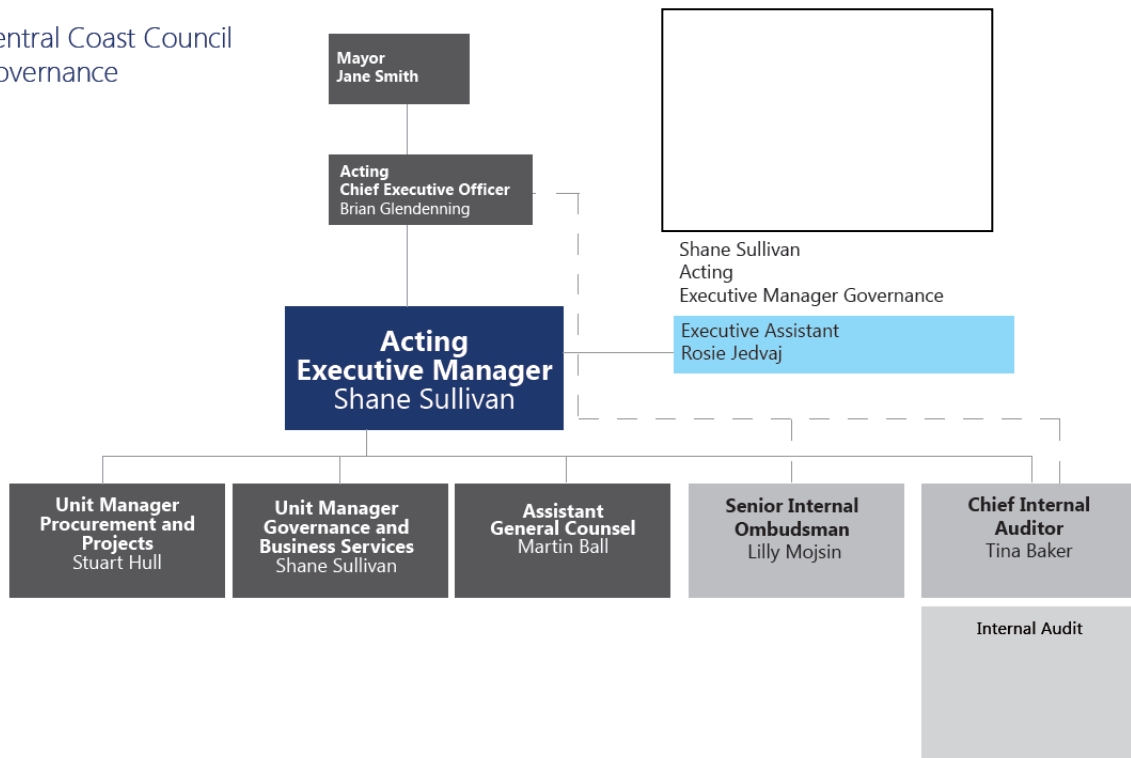 entral Coast Council
overnance
Mayor
Jane Smith
Acting
Chief Executive Officer
Brian Glendenning
Shane Sullivan
Acting
Executive Manager Governance
Executive Assistant
Rosie Jedvaj
Acting
Executive Manager
Shane Sullivan
Unit Manager
Procurement and
Projects
Stuart Hull
Unit Manager
Governance and
Business Services
Shane Sullivan
Assistant
General Counsel
Martin Ball
Senior Internal
Ombudsman
Lilly Mojsin
Chief Internal
Auditor
Tina Baker
Internal Audit